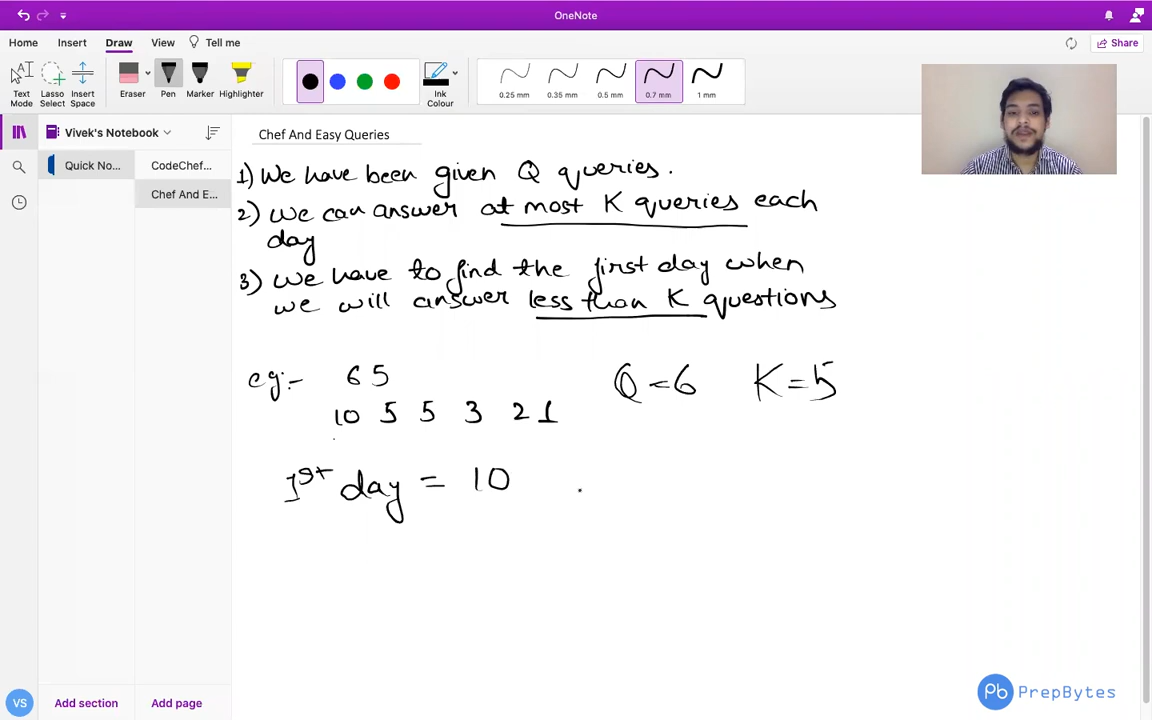 OneNote
Home Insert Draw View Tell me
Share
Text Mode
Lasso Select
Insert Space
Eraser
Pen
Marker
Highlighter
Ink Colour
0.25 mm
0.35 mm
0.5 mm
0.7 mm
1 mm
Vivek's Notebook
Quick No...
CodeChef...
Chef And E...
Chef And Easy Queries
1) We have been given Q queries.
2) we can answer at most K queries each
day
3) we have to find the first day when
we will answer less than K questions
eg:- 6 5
Q = 6 K = 5
10 5 5 3 2 1
1st day = 10
VS
Add section
Add page
Pb PrepBytes